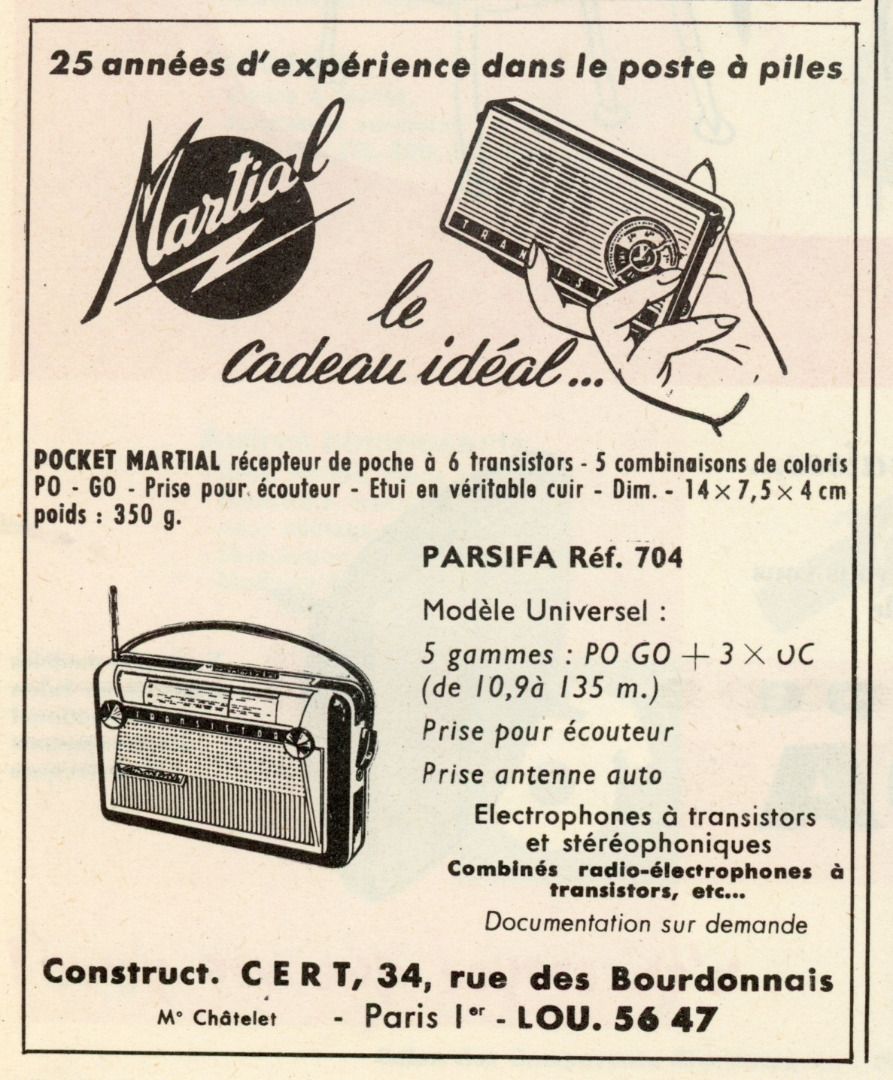 25 années d'expérience dans le poste à piles
Martial
TRANSIST
le
Cadeau idéal...
POCKET MARTIAL récepteur de poche à 6 transistors - 5 combinaisons de coloris
PO - GO - Prise pour écouteur - Etui en véritable cuir - Dim. - 14 × 7,5 × 4 cm
poids : 350 g.
PARSIFA Réf. 704
Modèle Universel :
5 gammes : PO GO + 3 × OC
(de 10,9à 135 m.)
TRANSISTORS
Prise pour écouteur
Prise antenne auto
Electrophones à transistors
et stéréophoniques
Combinés radio-électrophones à
transistors, etc...
Documentation sur demande
Construct. CERT, 34, rue des Bourdonnais
M° Châtelet - Paris Ier - LOU. 56 47